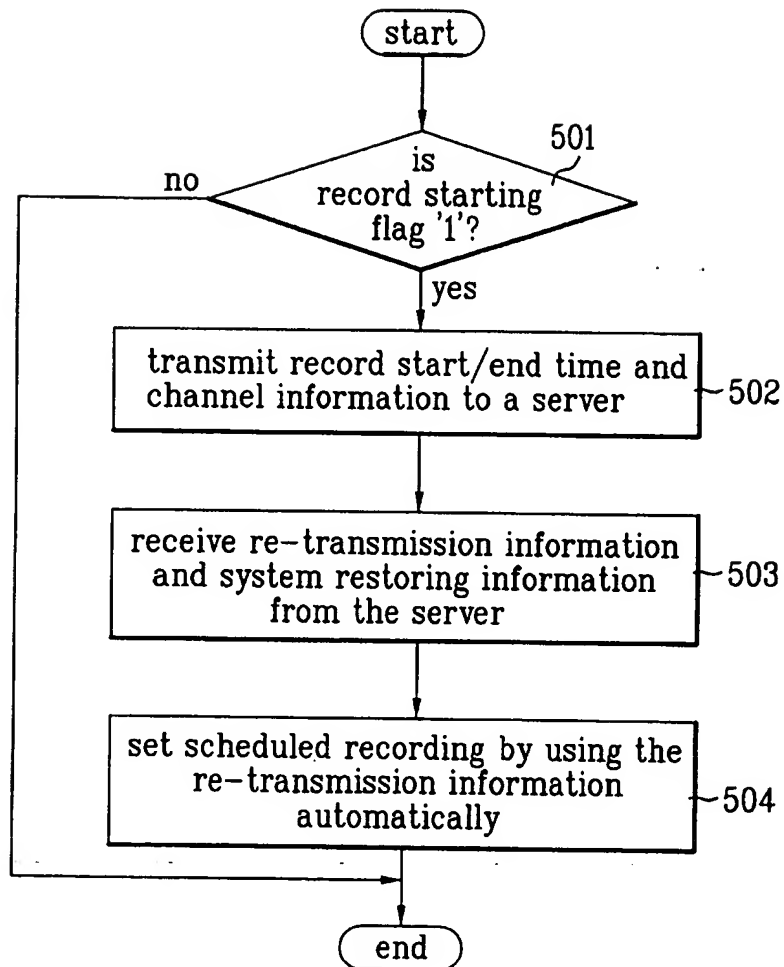 start
501
is
record starting
flag '1'?
no
yes
transmit record start/end time and
channel information to a server
502
receive re-transmission information
and system restoring information
from the server
503
set scheduled recording by using the
re-transmission information
automatically
504
end